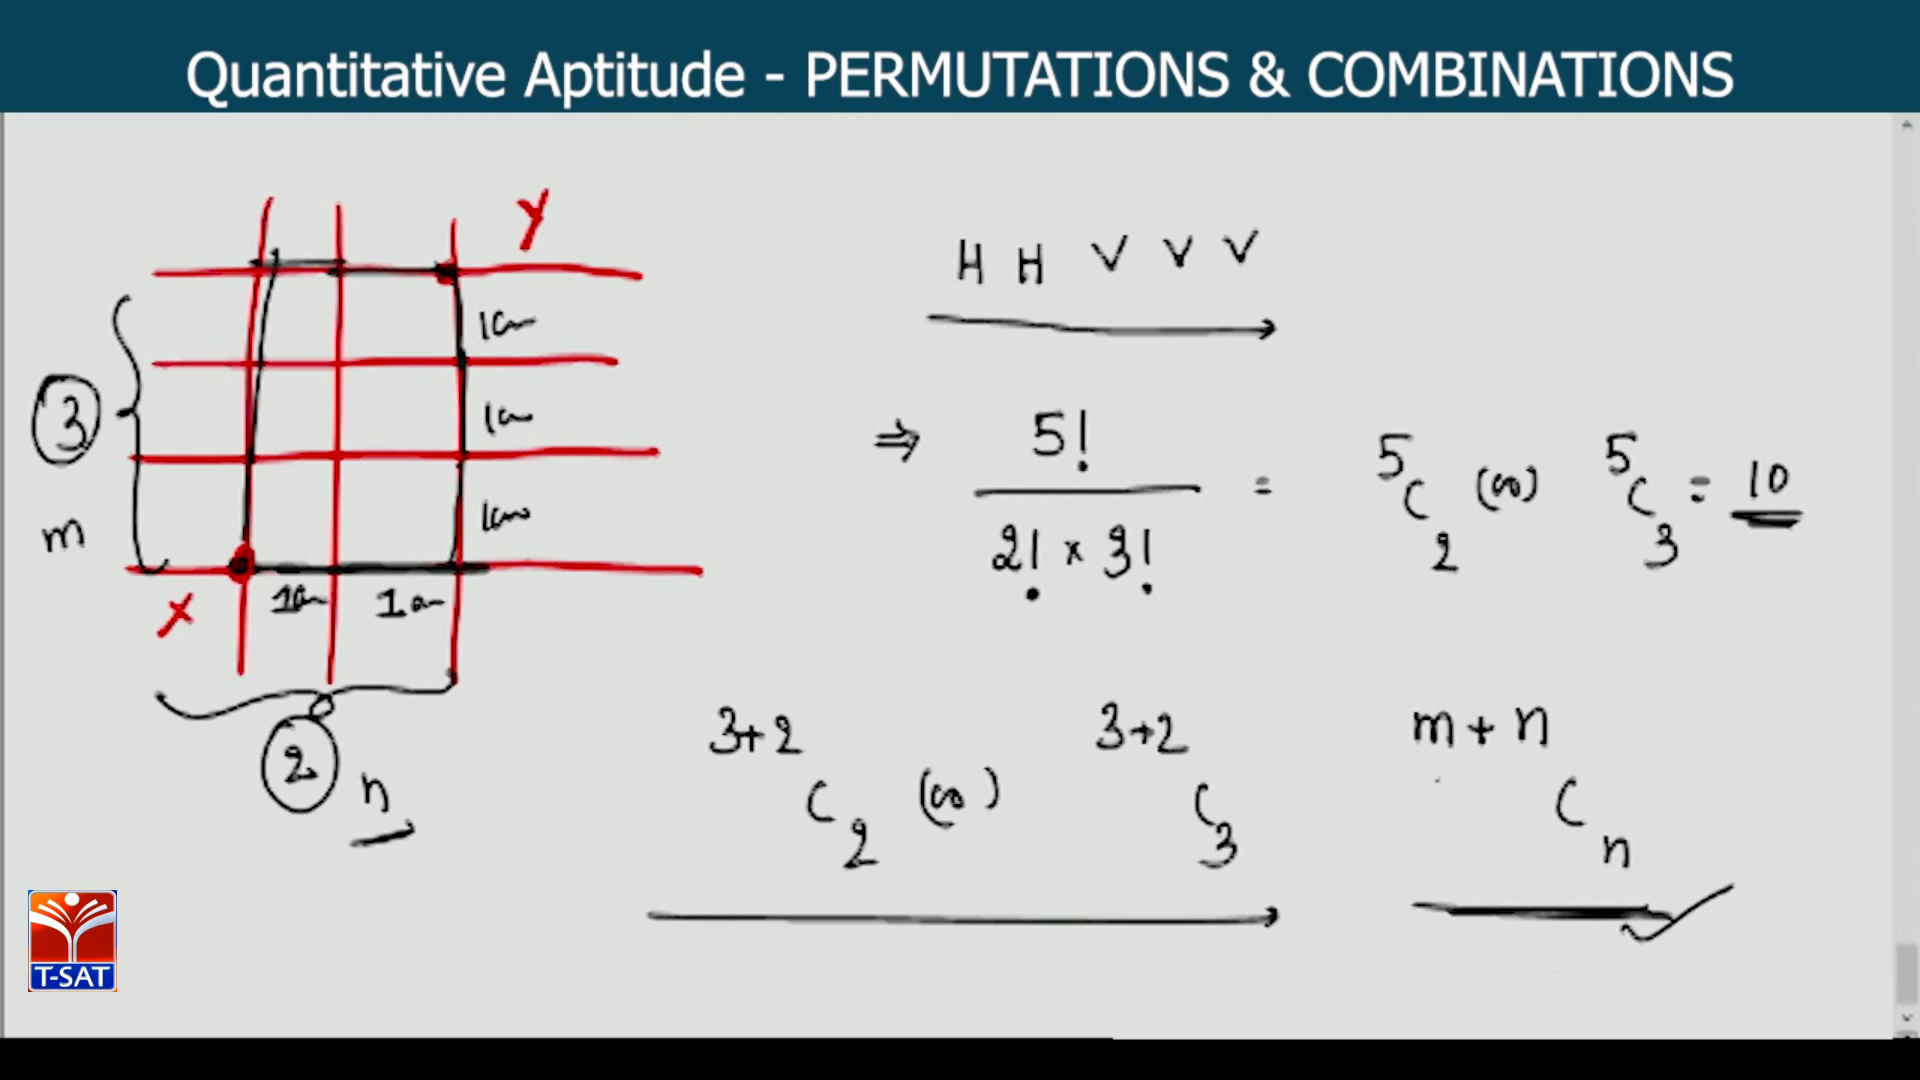 Quantitative Aptitude - PERMUTATIONS & COMBINATIONS
Y
H H V V V
1cm
1cm
1cm
3
m
X
1cm 1cm
2
n
⇒ 5! / 2! × 3! = 5C2 (or) 5C3 = 10
3+2C2 (or) 3+2C3
m+nCn
T-SAT